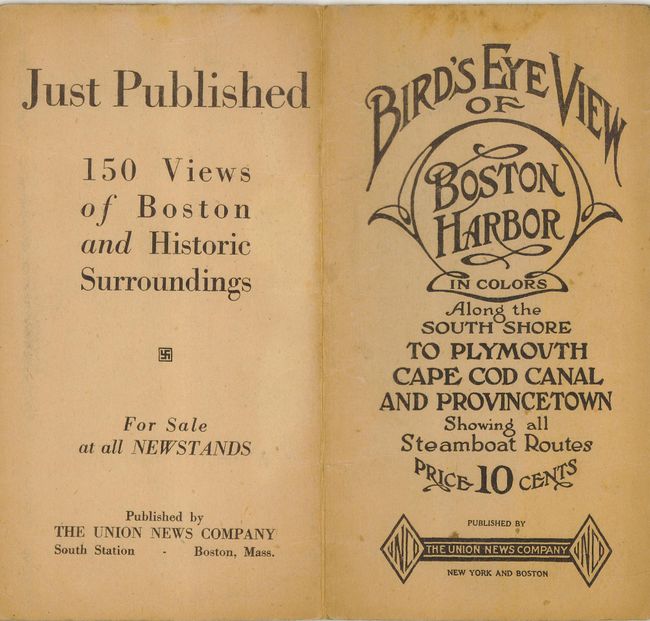 Just Published
150 Views
of Boston
and Historic
Surroundings
For Sale
at all NEWSTANDS
Published by
THE UNION NEWS COMPANY
South Station - Boston, Mass.
BIRD'S EYE VIEW
OF
BOSTON
HARBOR
IN COLORS
Along the
SOUTH SHORE
TO PLYMOUTH
CAPE COD CANAL
AND PROVINCETOWN
Showing all
Steamboat Routes
PRICE 10 CENTS
PUBLISHED BY
UNCO THE UNION NEWS COMPANY UNCO
NEW YORK AND BOSTON